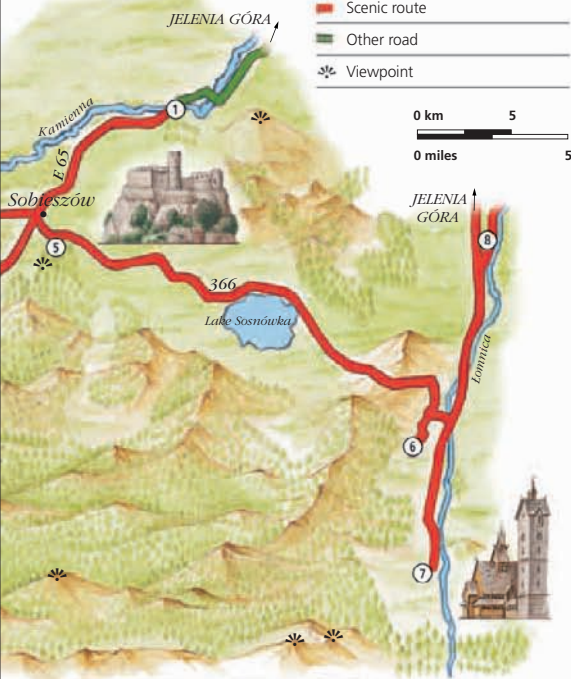 JELENIA GÓRA
Scenic route
Other road
Viewpoint
Kamienna
1
0 km 5
0 miles 5
E 65
Sobieszów
JELENIA
GÓRA
5
8
366
Lake Sosnówka
Łomnica
6
7